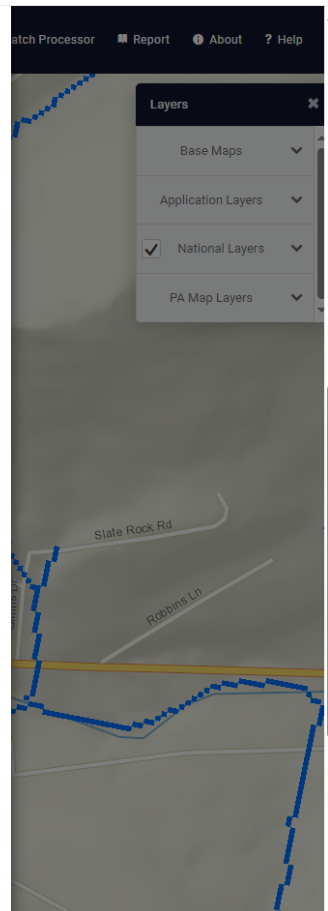 atch Processor Report About ? Help
Layers
Base Maps
Application Layers
National Layers
PA Map Layers
Slate Rock Rd
Robbins Ln